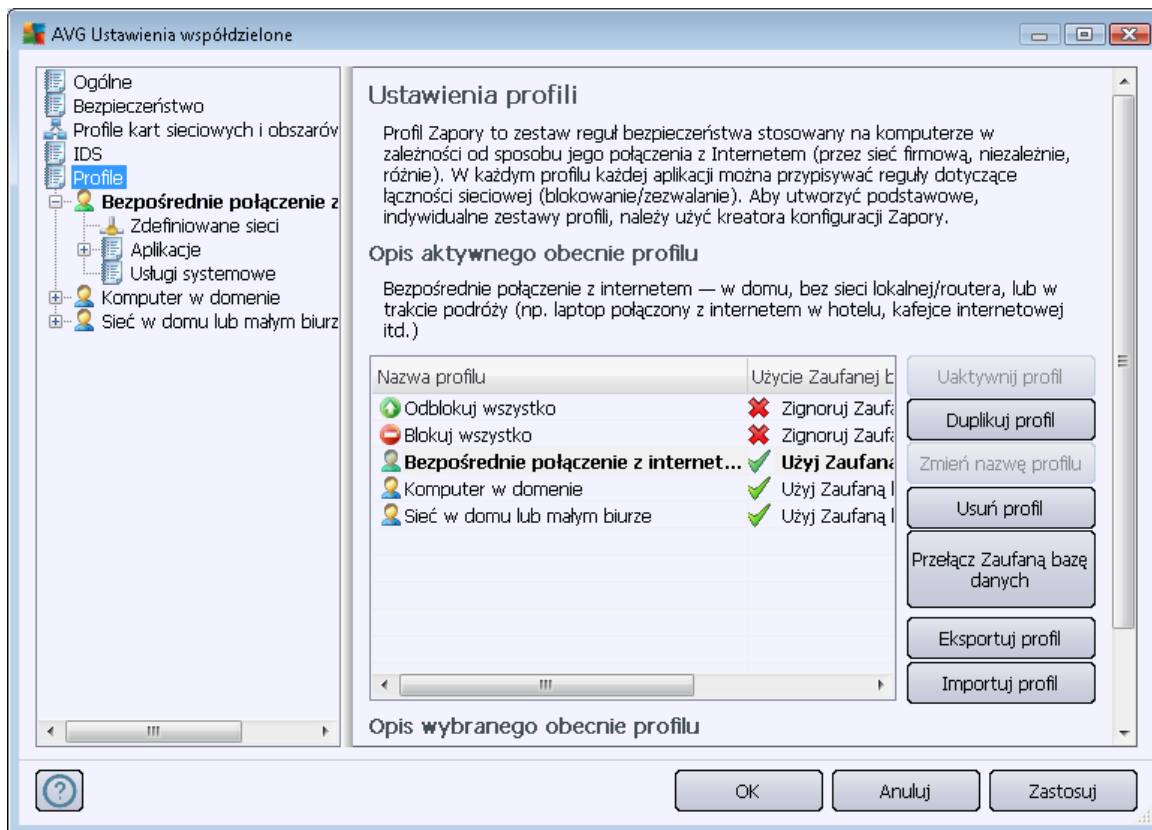 AVG Ustawienia współdzielone
Ogólne
Bezpieczeństwo
Profile kart sieciowych i obszarów
IDS
Profile
Bezpośrednie połączenie z
Zdefiniowane sieci
Aplikacje
Usługi systemowe
Komputer w domenie
Sieć w domu lub małym biurz
Ustawienia profili
Profil Zapory to zestaw reguł bezpieczeństwa stosowany na komputerze w
zależności od sposobu jego połączenia z Internetem (przez sieć firmową, niezależnie,
różnie). W każdym profilu każdej aplikacji można przypisywać reguły dotyczące
łączności sieciowej (blokowanie/zezwalanie). Aby utworzyć podstawowe,
indywidualne zestawy profili, należy użyć kreatora konfiguracji Zapory.
Opis aktywnego obecnie profilu
Bezpośrednie połączenie z internetem — w domu, bez sieci lokalnej/routera, lub w
trakcie podróży (np. laptop połączony z internetem w hotelu, kafejce internetowej
itd.)
Nazwa profilu Użycie Zaufanej b
Odblokuj wszystko Zignoruj Zaufa
Blokuj wszystko Zignoruj Zaufa
Bezpośrednie połączenie z internet... Użyj Zaufaną
Komputer w domenie Użyj Zaufaną
Sieć w domu lub małym biurze Użyj Zaufaną
Uaktywnij profil
Duplikuj profil
Zmień nazwę profilu
Usuń profil
Przełącz Zaufaną bazę
danych
Eksportuj profil
Importuj profil
Opis wybranego obecnie profilu
OK Anuluj Zastosuj